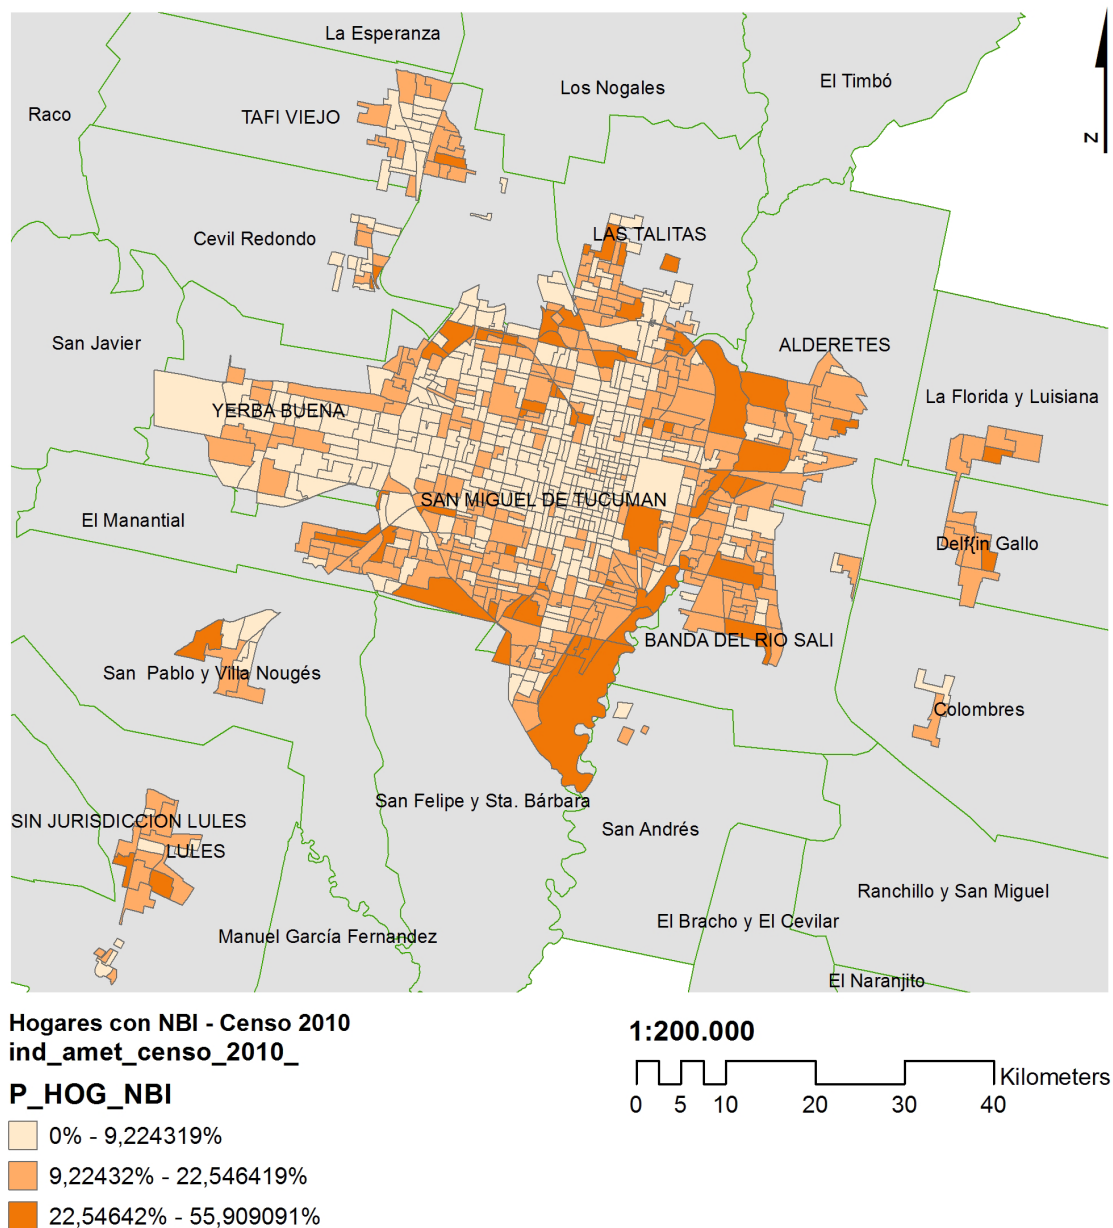 La Esperanza
Los Nogales
El Timbó
Raco
TAFI VIEJO
N
Cevil Redondo
LAS TALITAS
San Javier
ALDERETES
La Florida y Luisiana
YERBA BUENA
SAN MIGUEL DE TUCUMAN
El Manantial
Delf{in Gallo
BANDA DEL RIO SALI
San Pablo y Villa Nougés
Colombres
San Felipe y Sta. Bárbara
SIN JURISDICCION LULES
San Andrés
LULES
Ranchillo y San Miguel
El Bracho y El Cevilar
Manuel García Fernandez
El Naranjito
Hogares con NBI - Censo 2010
ind_amet_censo_2010_
P_HOG_NBI
0% - 9,224319%
9,22432% - 22,546419%
22,54642% - 55,909091%
1:200.000
Kilometers
0 5 10 20 30 40